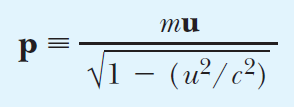 p ≡ mu / √1 − (u²/c²)